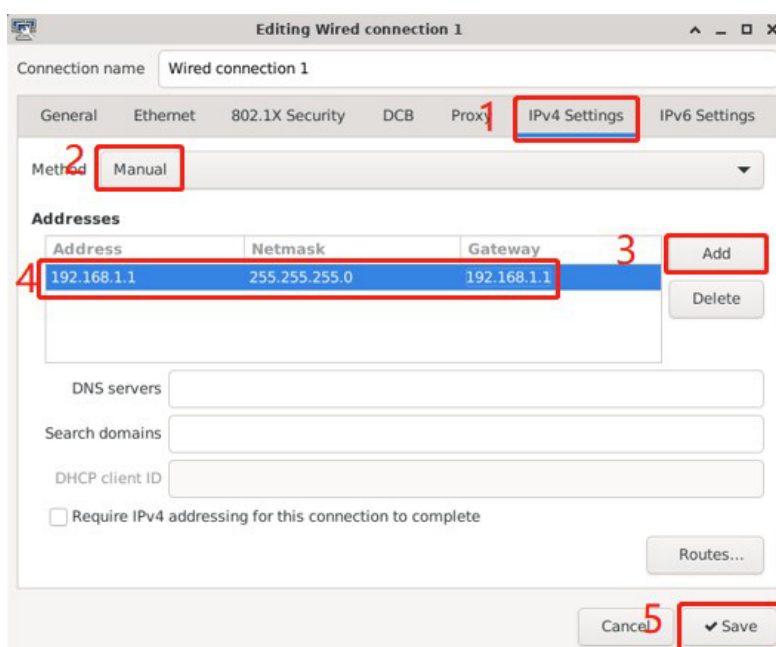 Editing Wired connection 1
Connection name Wired connection 1
General Ethernet 802.1X Security DCB Proxy 1 IPv4 Settings IPv6 Settings
2
Method Manual
Addresses
Address Netmask Gateway 3 Add
4 192.168.1.1 255.255.255.0 192.168.1.1
Delete
DNS servers
Search domains
DHCP client ID
Require IPv4 addressing for this connection to complete
Routes...
Cancel 5 Save